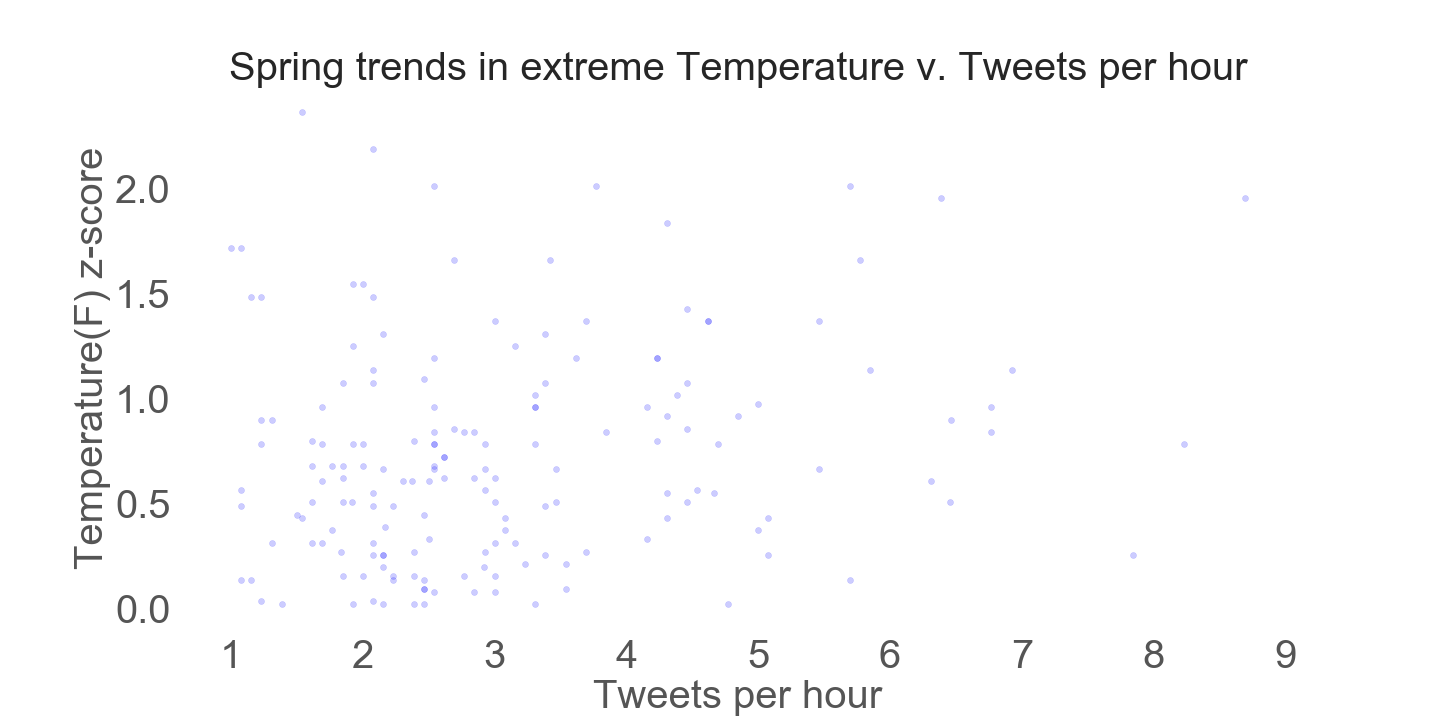 Spring trends in extreme Temperature v. Tweets per hour
Temperature(F) z-score
2.0
1.5
1.0
0.5
0.0
1 2 3 4 5 6 7 8 9
Tweets per hour